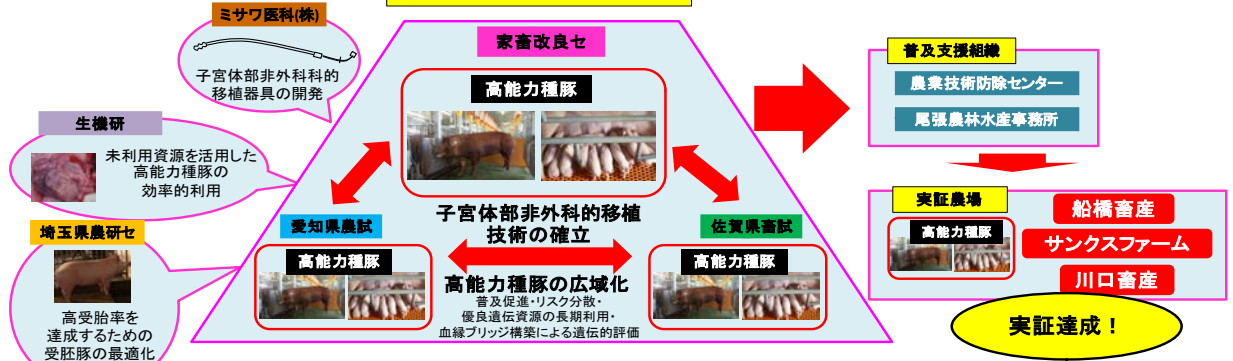 ミサワ医科(株)
子宮体部非外科科的
移植器具の開発
生機研
未利用資源を活用した
高能力種豚の
効率的利用
埼玉県農研セ
高受胎率を
達成するための
受胚豚の最適化
家畜改良セ
高能力種豚
子宮体部非外科的移植
技術の確立
愛知県農試
高能力種豚
佐賀県畜試
高能力種豚
高能力種豚の広域化
普及促進・リスク分散・
優良遺伝資源の長期利用・
血縁ブリッジ構築による遺伝的評価
普及支援組織
農業技術防除センター
尾張農林水産事務所
実証農場
高能力種豚
船橋畜産
サンクスファーム
川口畜産
実証達成！